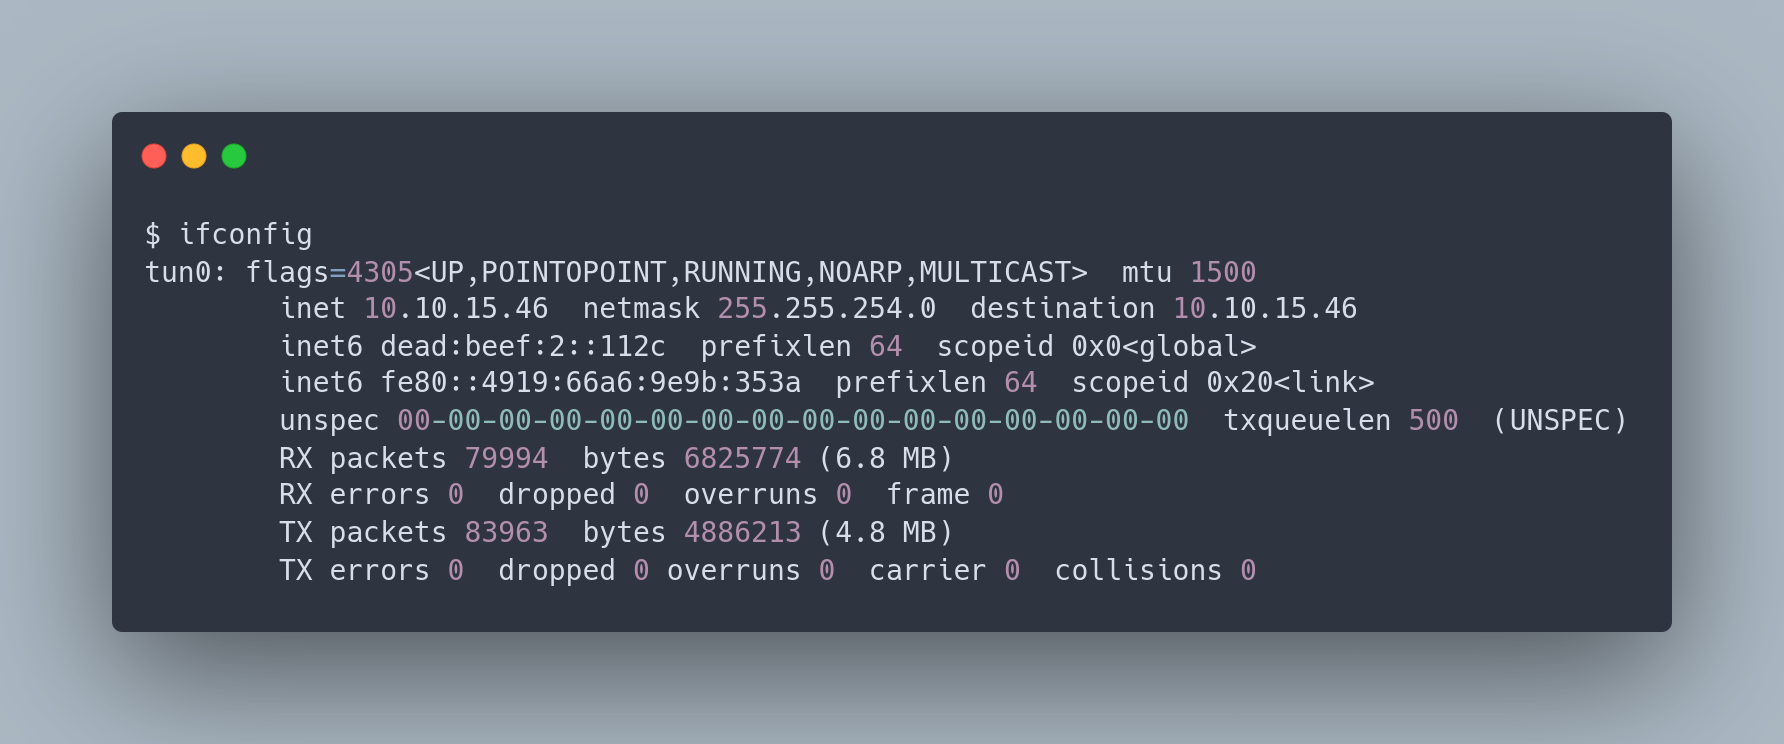 $ ifconfig
tun0: flags=4305<UP,POINTOPOINT,RUNNING,NOARP,MULTICAST>  mtu 1500
        inet 10.10.15.46  netmask 255.255.254.0  destination 10.10.15.46
        inet6 dead:beef:2::112c  prefixlen 64  scopeid 0x0<global>
        inet6 fe80::4919:66a6:9e9b:353a  prefixlen 64  scopeid 0x20<link>
        unspec 00-00-00-00-00-00-00-00-00-00-00-00-00-00-00-00  txqueuelen 500  (UNSPEC)
        RX packets 79994  bytes 6825774 (6.8 MB)
        RX errors 0  dropped 0  overruns 0  frame 0
        TX packets 83963  bytes 4886213 (4.8 MB)
        TX errors 0  dropped 0 overruns 0  carrier 0  collisions 0